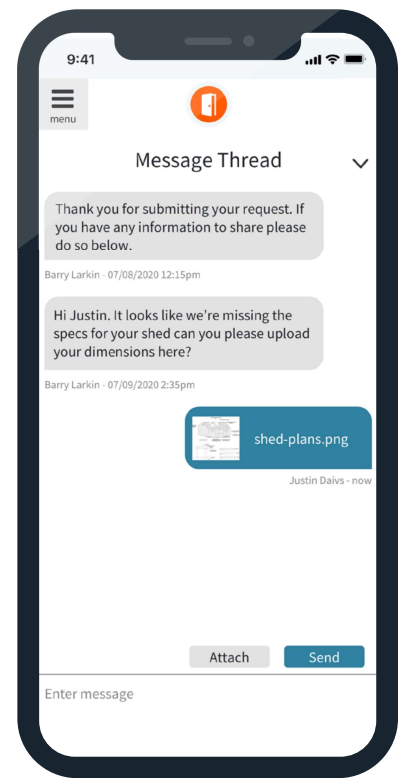 9:41
menu
Message Thread
Thank you for submitting your request. If
you have any information to share please
do so below.
Barry Larkin - 07/08/2020 12:15pm
Hi Justin. It looks like we're missing the
specs for your shed can you please upload
your dimensions here?
Barry Larkin - 07/09/2020 2:35pm
shed-plans.png
Justin Daivs - now
Attach
Send
Enter message